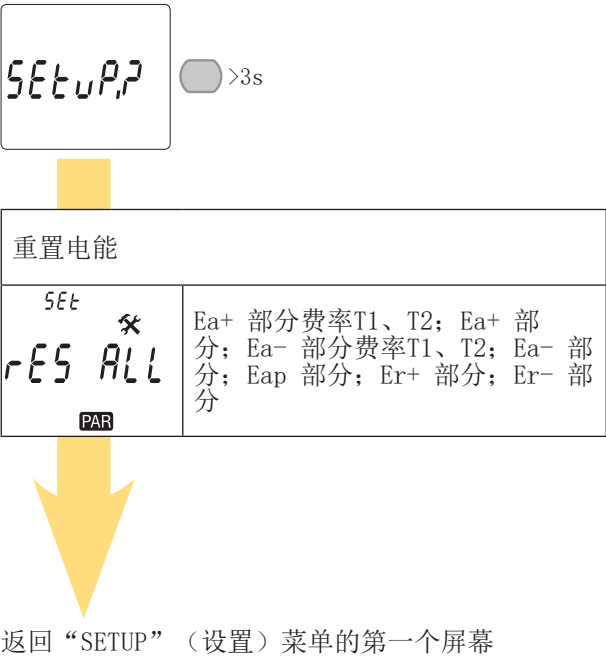 SEtuP,?
>3s
重置电能
SEt
rES ALL
PAR
Ea+ 部分费率T1、T2；Ea+ 部
分；Ea- 部分费率T1、T2；Ea- 部
分；Eap 部分；Er+ 部分；Er- 部
分
返回“SETUP”（设置）菜单的第一个屏幕